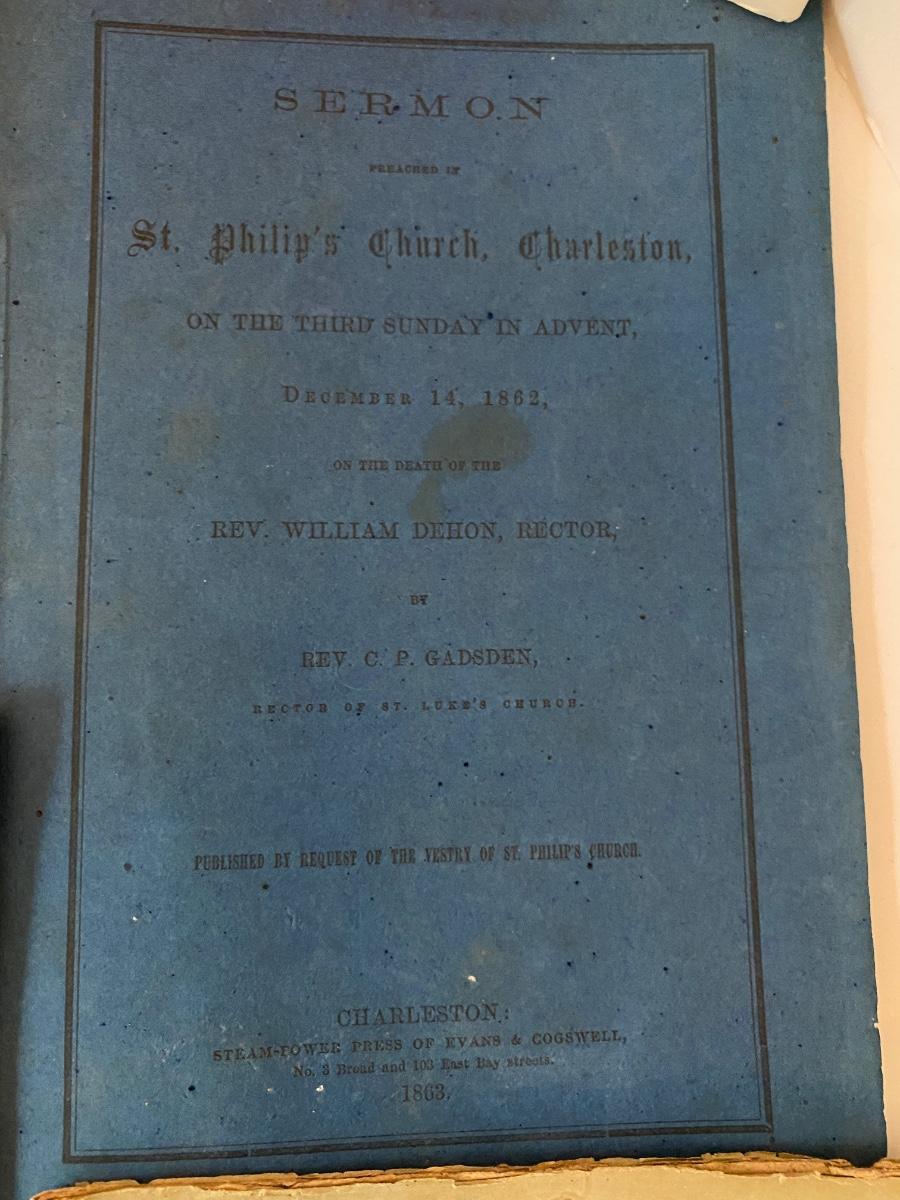 SERMON
PREACHED IN
St. Philip's Church, Charleston,
ON THE THIRD SUNDAY IN ADVENT,
DECEMBER 14, 1862,
ON THE DEATH OF THE
REV. WILLIAM DEHON, RECTOR,
BY
REV. C. P. GADSDEN,
RECTOR OF ST. LUKE'S CHURCH.
PUBLISHED BY REQUEST OF THE VESTRY OF ST. PHILIP'S CHURCH.
CHARLESTON:
STEAM-POWER PRESS OF EVANS & COGSWELL,
No. 3 Broad and 103 East Bay streets.
1863.